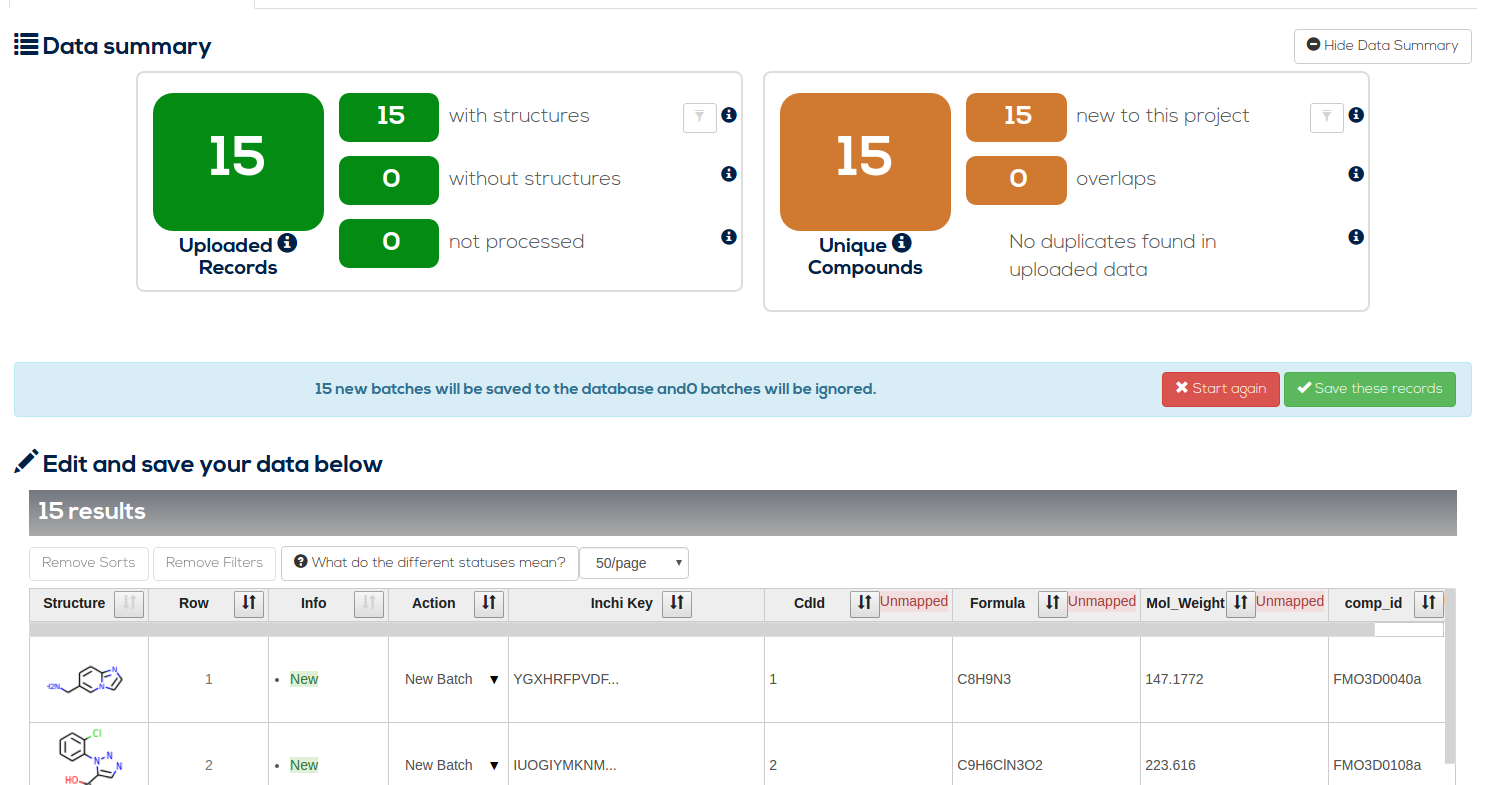 Data summary
Hide Data Summary
15
15 with structures
0 without structures
0 not processed
Uploaded
Records
15
15 new to this project
0 overlaps
No duplicates found in
uploaded data
Unique
Compounds
15 new batches will be saved to the database and0 batches will be ignored.
Start again
Save these records
Edit and save your data below
15 results
Remove Sorts
Remove Filters
What do the different statuses mean?
50/page
Structure Row Info Action Inchi Key CdId Unmapped Formula Unmapped Mol_Weight Unmapped comp_id
N N H2N 1 New New Batch YGXHRFPVDF... 1 C8H9N3 147.1772 FMO3D0040a
Cl N N N HO 2 New New Batch IUOGIYMKNM... 2 C9H6ClN3O2 223.616 FMO3D0108a